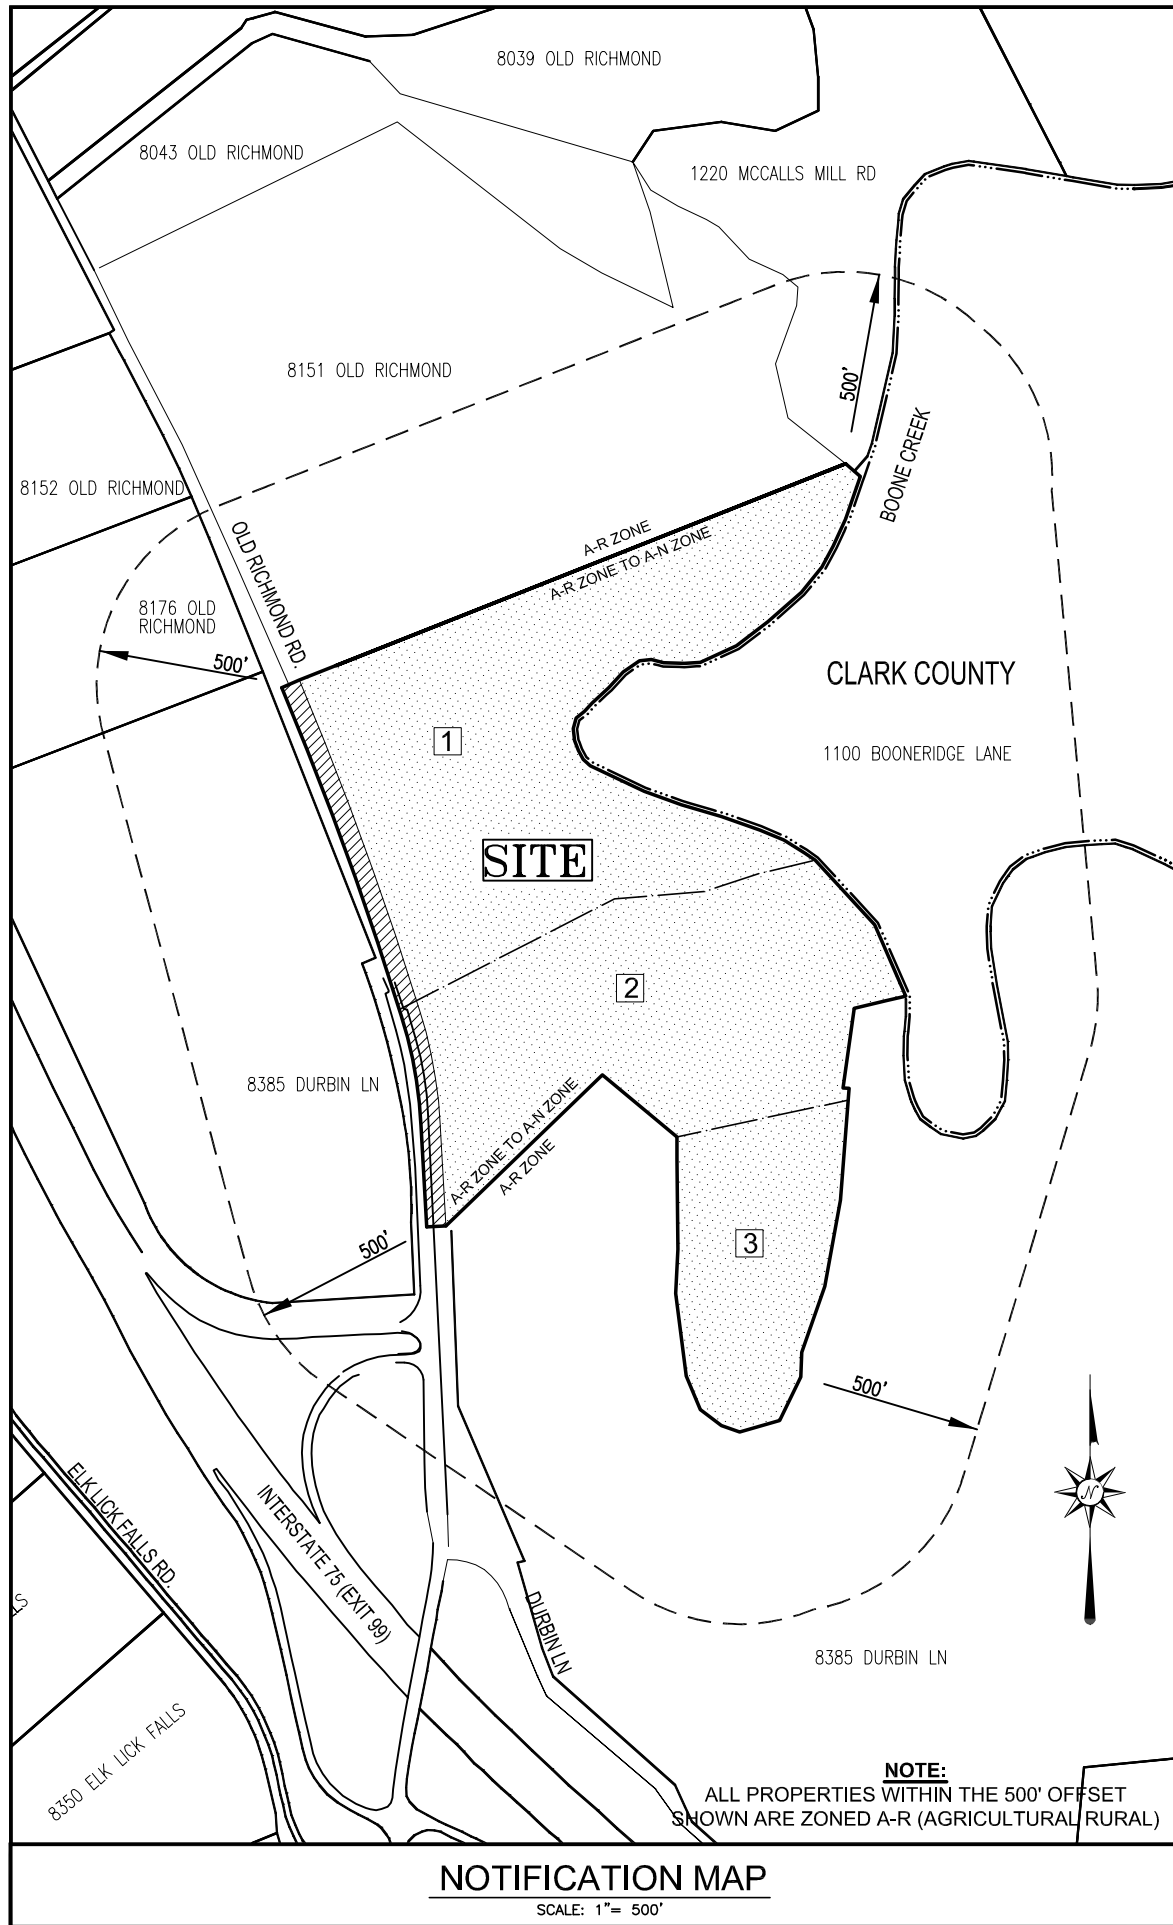 8039 OLD RICHMOND
8043 OLD RICHMOND
1220 MCCALLS MILL RD
8151 OLD RICHMOND
500'
BOONE CREEK
8152 OLD RICHMOND
OLD RICHMOND RD.
A-R ZONE
A-R ZONE TO A-N ZONE
8176 OLD
RICHMOND
500'
CLARK COUNTY
1
1100 BOONERIDGE LANE
SITE
2
8385 DURBIN LN
A-R ZONE TO A-N ZONE
A-R ZONE
500'
3
500'
N
ELK LICK FALLS RD.
INTERSTATE 75 (EXIT 99)
LS
DURBIN LN
8385 DURBIN LN
8350 ELK LICK FALLS
NOTE:
ALL PROPERTIES WITHIN THE 500' OFFSET
SHOWN ARE ZONED A-R (AGRICULTURAL RURAL)
NOTIFICATION MAP
SCALE: 1"= 500'